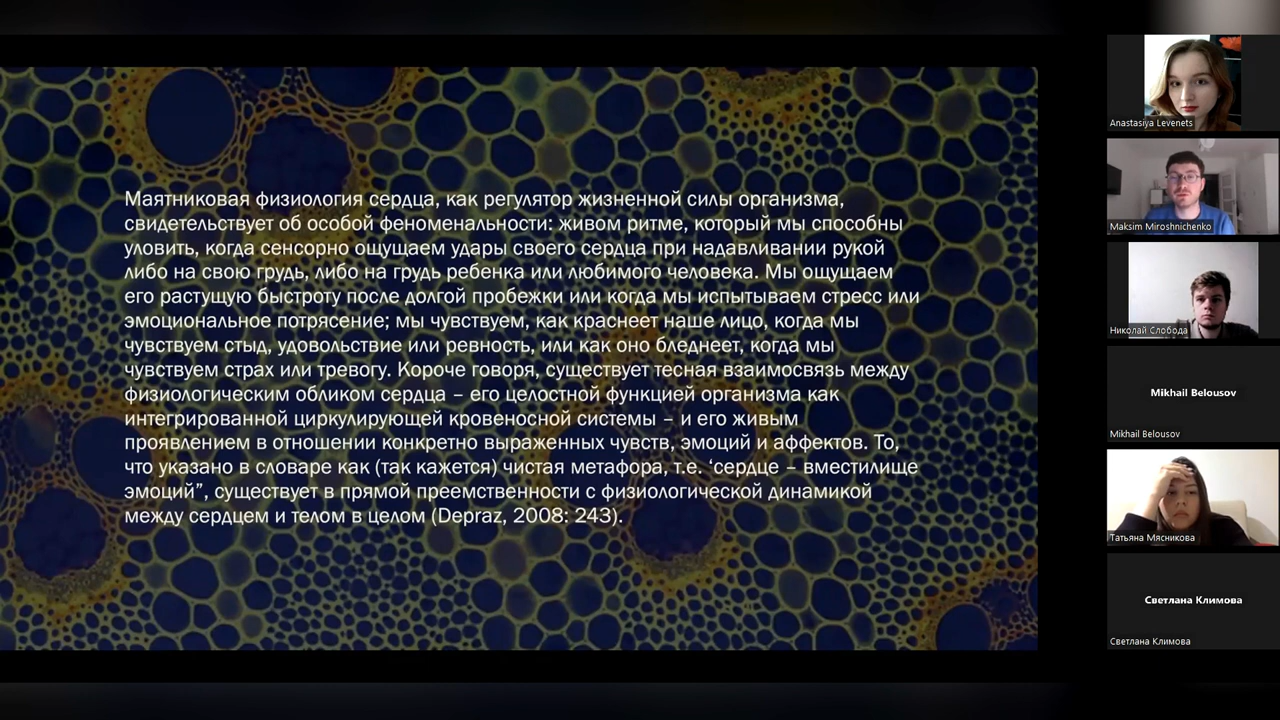 Маятниковая физиология сердца, как регулятор жизненной силы организма,
свидетельствует об особой феноменальности: живом ритме, который мы способны
уловить, когда сенсорно ощущаем удары своего сердца при надавливании рукой
либо на свою грудь, либо на грудь ребенка или любимого человека. Мы ощущаем
его растущую быстроту после долгой пробежки или когда мы испытываем стресс или
эмоциональное потрясение; мы чувствуем, как краснеет наше лицо, когда мы
чувствуем стыд, удовольствие или ревность, или как оно бледнеет, когда мы
чувствуем страх или тревогу. Короче говоря, существует тесная взаимосвязь между
физиологическим обликом сердца – его целостной функцией организма как
интегрированной циркулирующей кровеносной системы – и его живым
проявлением в отношении конкретно выраженных чувств, эмоций и аффектов. То,
что указано в словаре как (так кажется) чистая метафора, т.е. ‘сердце – вместилище
эмоций”, существует в прямой преемственности с физиологической динамикой
между сердцем и телом в целом (Depraz, 2008: 243).
Anastasiya Levenets
Maksim Miroshnichenko
Николай Слобода
Mikhail Belousov
Mikhail Belousov
Татьяна Мясникова
Светлана Климова
Светлана Климова